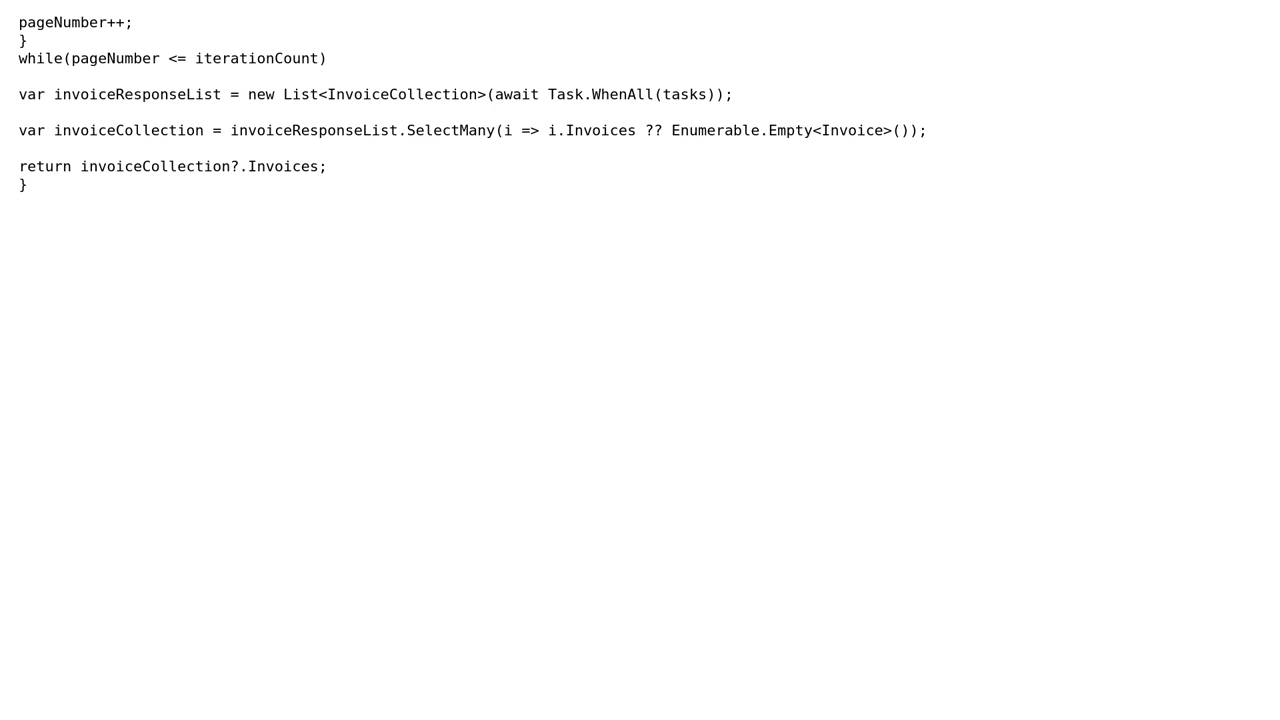 pageNumber++;
}
while(pageNumber <= iterationCount)
var invoiceResponseList = new List<InvoiceCollection>(await Task.WhenAll(tasks));
var invoiceCollection = invoiceResponseList.SelectMany(i => i.Invoices ?? Enumerable.Empty<Invoice>());
return invoiceCollection?.Invoices;
}